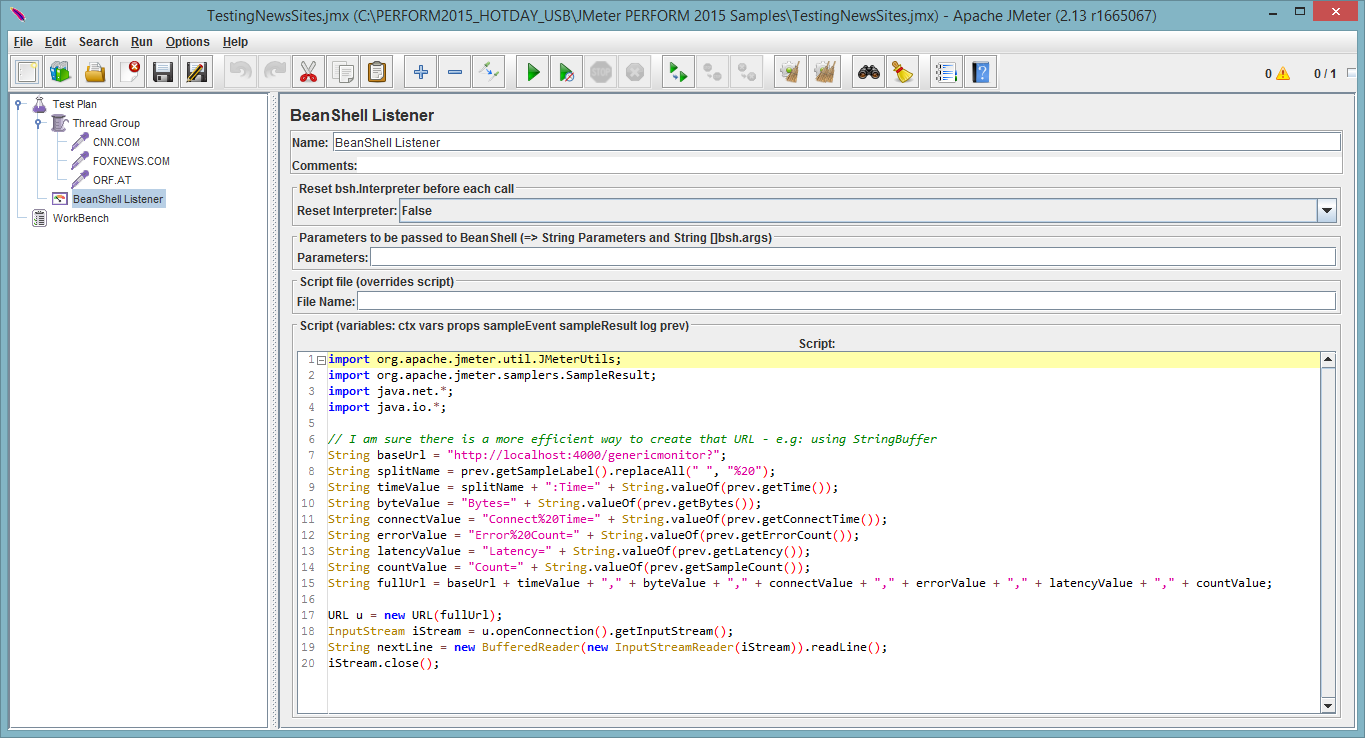 TestingNewsSites.jmx (C:\PERFORM2015_HOTDAY_USB\JMeter PERFORM 2015 Samples\TestingNewsSites.jmx) - Apache JMeter (2.13 r1665067)
File Edit Search Run Options Help
0 0 / 1
Test Plan
Thread Group
CNN.COM
FOXNEWS.COM
ORF.AT
BeanShell Listener
WorkBench
BeanShell Listener
Name: BeanShell Listener
Comments:
Reset bsh.Interpreter before each call
Reset Interpreter: False
Parameters to be passed to BeanShell (=> String Parameters and String []bsh.args)
Parameters:
Script file (overrides script)
File Name:
Script (variables: ctx vars props sampleEvent sampleResult log prev)
Script:
1 import org.apache.jmeter.util.JMeterUtils;
2 import org.apache.jmeter.samplers.SampleResult;
3 import java.net.*;
4 import java.io.*;
5
6 // I am sure there is a more efficient way to create that URL - e.g: using StringBuffer
7 String baseUrl = "http://localhost:4000/genericmonitor?";
8 String splitName = prev.getSampleLabel().replaceAll(" ", "%20");
9 String timeValue = splitName + ":Time=" + String.valueOf(prev.getTime());
10 String byteValue = "Bytes=" + String.valueOf(prev.getBytes());
11 String connectValue = "Connect%20Time=" + String.valueOf(prev.getConnectTime());
12 String errorValue = "Error%20Count=" + String.valueOf(prev.getErrorCount());
13 String latencyValue = "Latency=" + String.valueOf(prev.getLatency());
14 String countValue = "Count=" + String.valueOf(prev.getSampleCount());
15 String fullUrl = baseUrl + timeValue + "," + byteValue + "," + connectValue + "," + errorValue + "," + latencyValue + "," + countValue;
16
17 URL u = new URL(fullUrl);
18 InputStream iStream = u.openConnection().getInputStream();
19 String nextLine = new BufferedReader(new InputStreamReader(iStream)).readLine();
20 iStream.close();